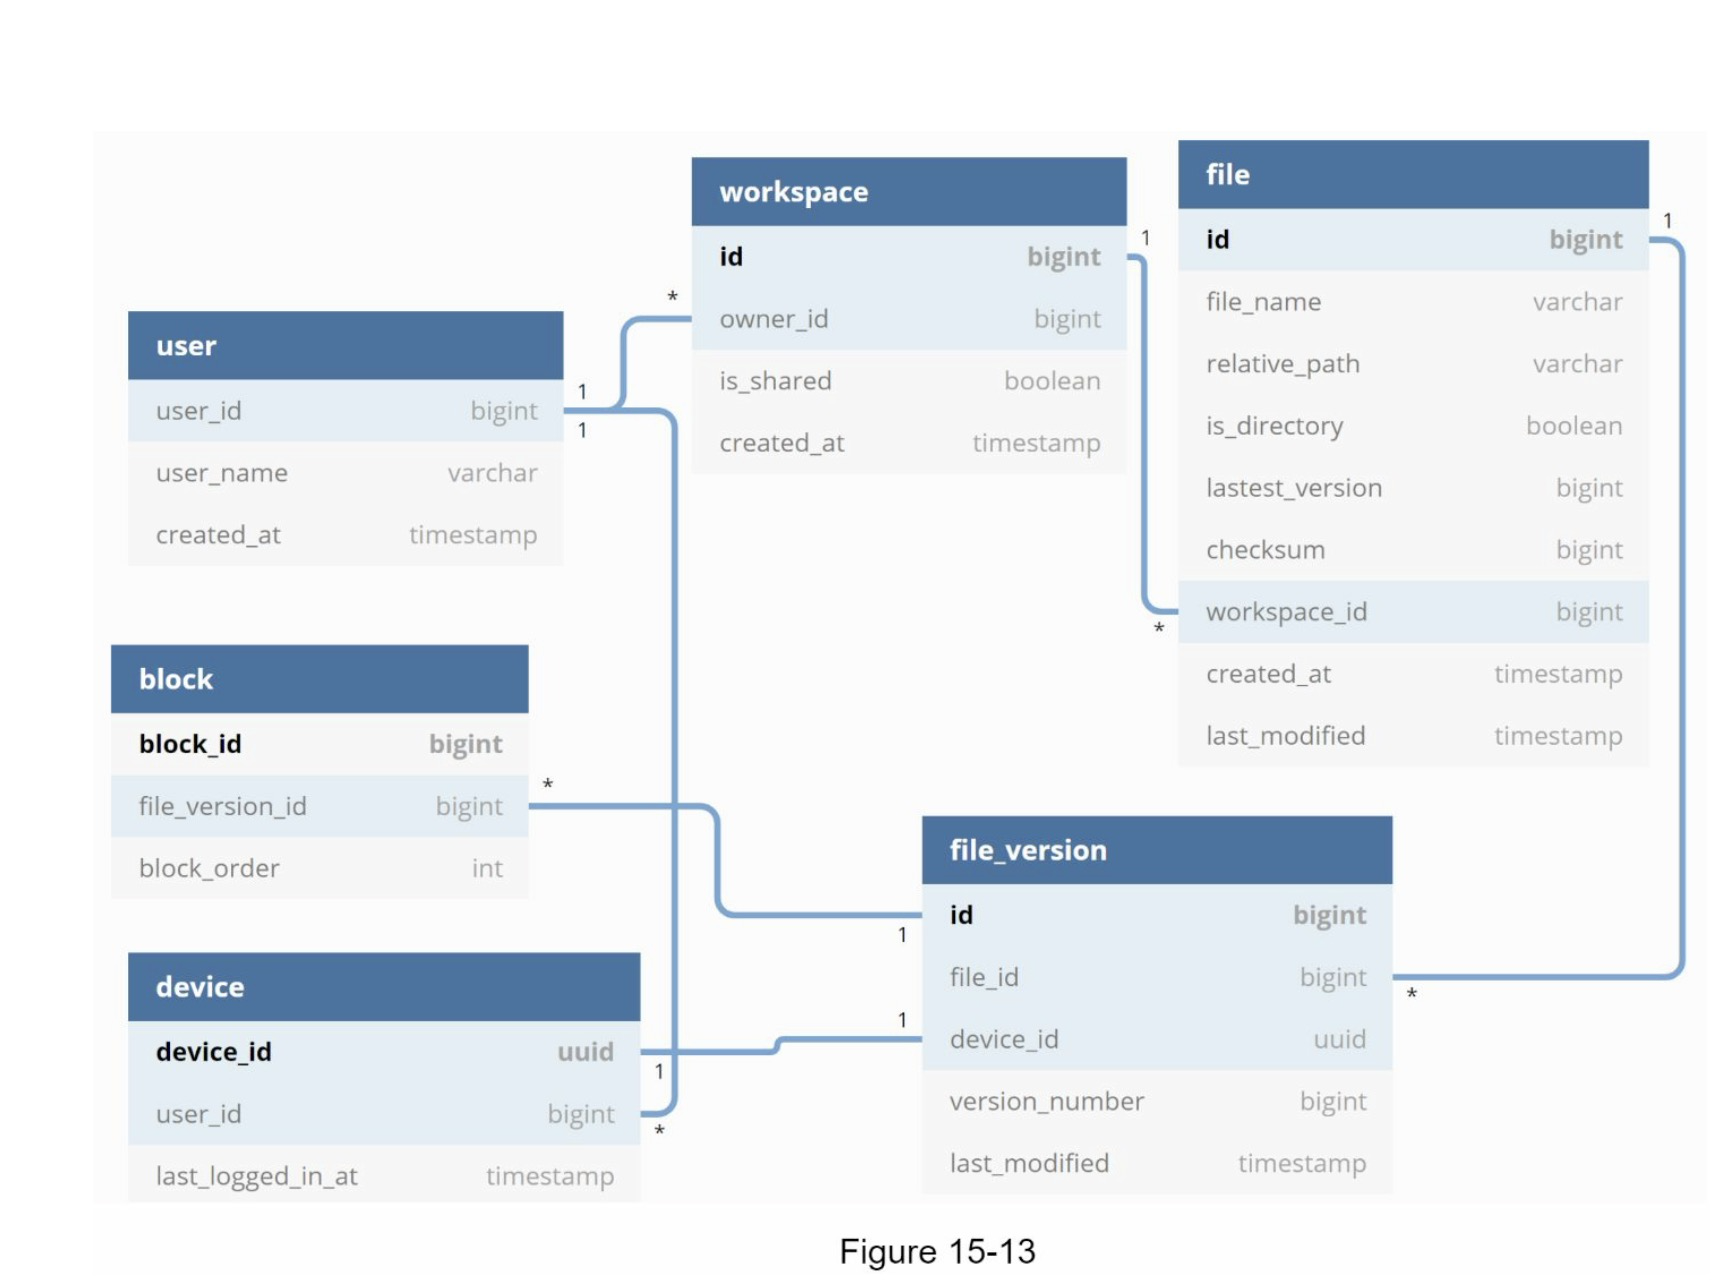 workspace
id bigint
owner_id bigint
is_shared boolean
created_at timestamp
file
id bigint
file_name varchar
relative_path varchar
is_directory boolean
lastest_version bigint
checksum bigint
workspace_id bigint
created_at timestamp
last_modified timestamp
user
user_id bigint
user_name varchar
created_at timestamp
block
block_id bigint
file_version_id bigint
block_order int
file_version
id bigint
file_id bigint
device_id uuid
version_number bigint
last_modified timestamp
device
device_id uuid
user_id bigint
last_logged_in_at timestamp
1
*
1
1
*
1
*
1
1
1
*
*
Figure 15-13